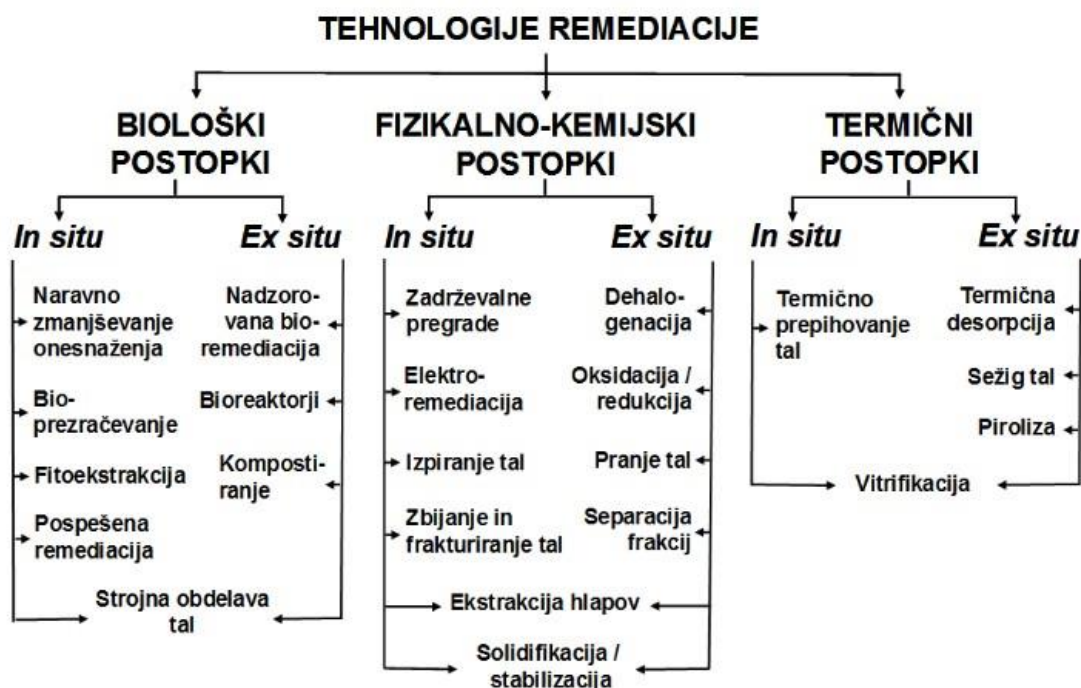 TEHNOLOGIJE REMEDIACIJE
BIOLOŠKI
POSTOPKI
In situ
Ex situ
Naravno
zmanjševanje
onesnaženja
Bio-
prezračevanje
Fitoekstrakcija
Pospešena
remediacija
Nadzoro-
vana bio-
remediacija
Bioreaktorji
Komposti-
ranje
Strojna obdelava
tal
FIZIKALNO-KEMIJSKI
POSTOPKI
In situ
Ex situ
Zadrževalne
pregrade
Elektro-
remediacija
Izpiranje tal
Zbijanje in
frakturiranje tal
Dehalo-
genacija
Oksidacija /
redukcija
Pranje tal
Separacija
frakcij
Ekstrakcija hlapov
Solidifikacija /
stabilizacija
TERMIČNI
POSTOPKI
In situ
Ex situ
Termično
prepihovanje
tal
Termična
desorpcija
Sežig tal
Piroliza
Vitrifikacija